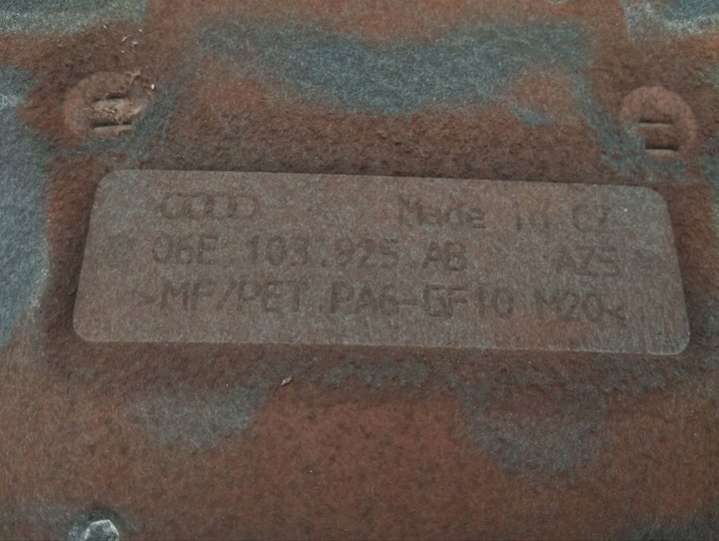 Made in CZ
06E 103.925.AB AZS
>MF/PET PA6-GF10 M20<